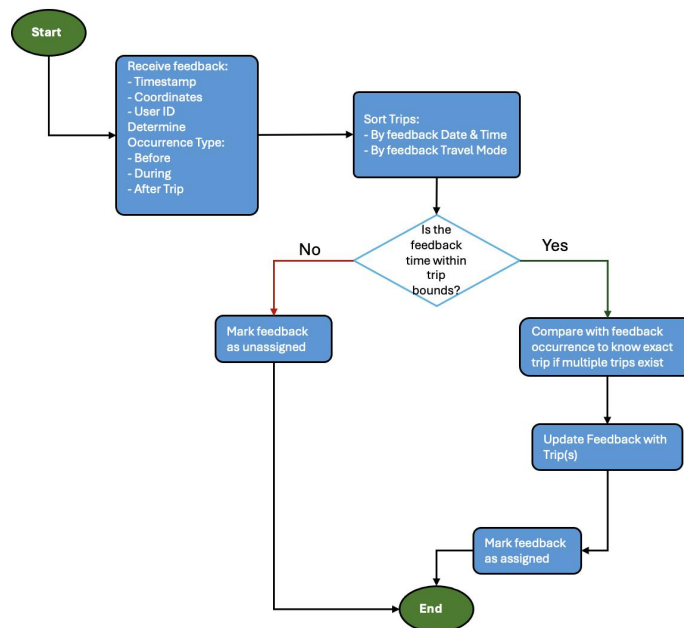 Start
Receive feedback:
- Timestamp
- Coordinates
- User ID
Determine
Occurrence Type:
- Before
- During
- After Trip
Sort Trips:
- By feedback Date & Time
- By feedback Travel Mode
Is the
feedback
time within
trip
bounds?
No
Yes
Mark feedback
as unassigned
Compare with feedback
occurrence to know exact
trip if multiple trips exist
Update Feedback with
Trip(s)
Mark feedback
as assigned
End